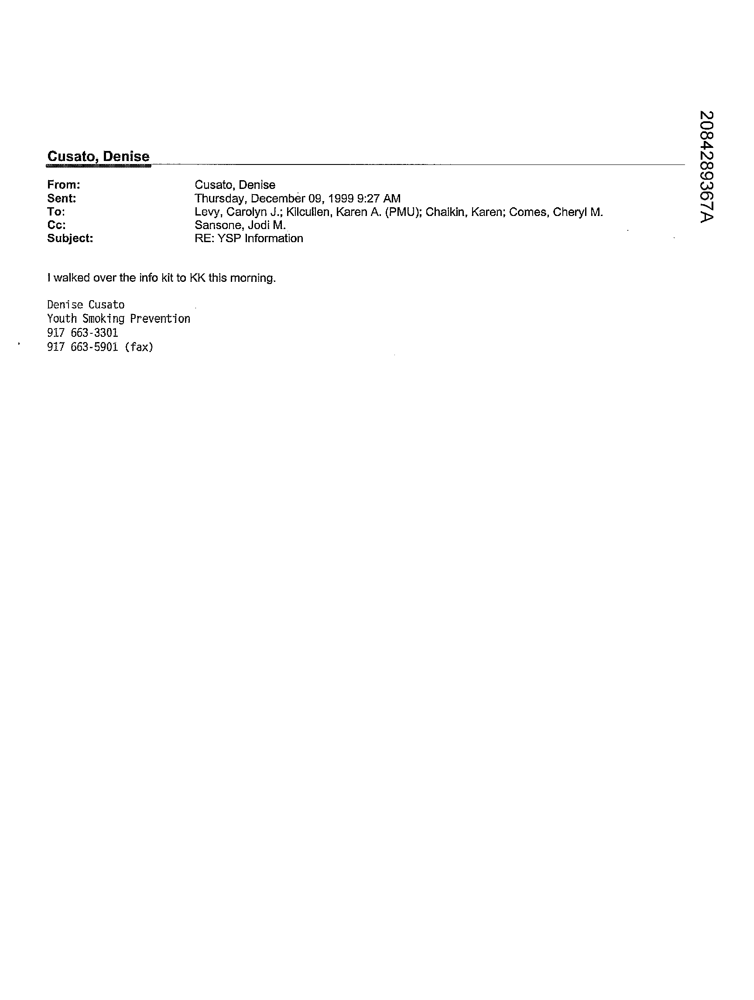 2084289367A
Cusato, Denise
From: Cusato, Denise
Sent: Thursday, December 09, 1999 9:27 AM
To: Levy, Carolyn J.; Kilcullen, Karen A. (PMU); Chaikin, Karen; Comes, Cheryl M.
Cc: Sansone, Jodi M.
Subject: RE: YSP Information
I walked over the info kit to KK this morning.
Denise Cusato
Youth Smoking Prevention
917 663-3301
917 663-5901 (fax)